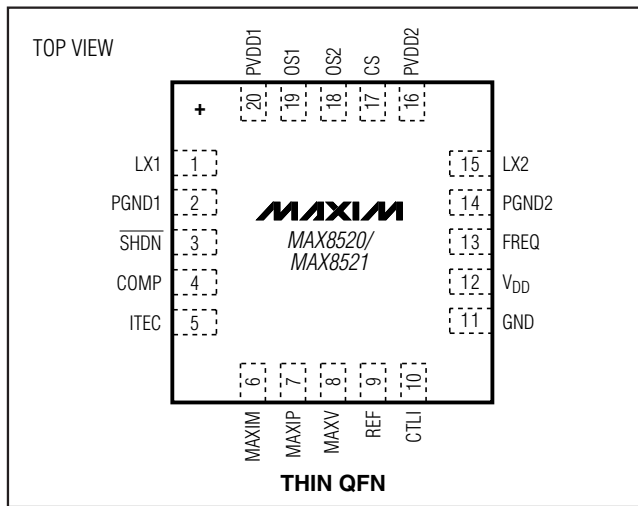 TOP VIEW
PVDD1
OS1
OS2
CS
PVDD2
20
19
18
17
16
+
LX1 1
PGND1 2
SHDN 3
COMP 4
ITEC 5
MAXIM
MAX8520/
MAX8521
15 LX2
14 PGND2
13 FREQ
12 VDD
11 GND
6
7
8
9
10
MAXIM
MAXIP
MAXV
REF
CTLI
THIN QFN